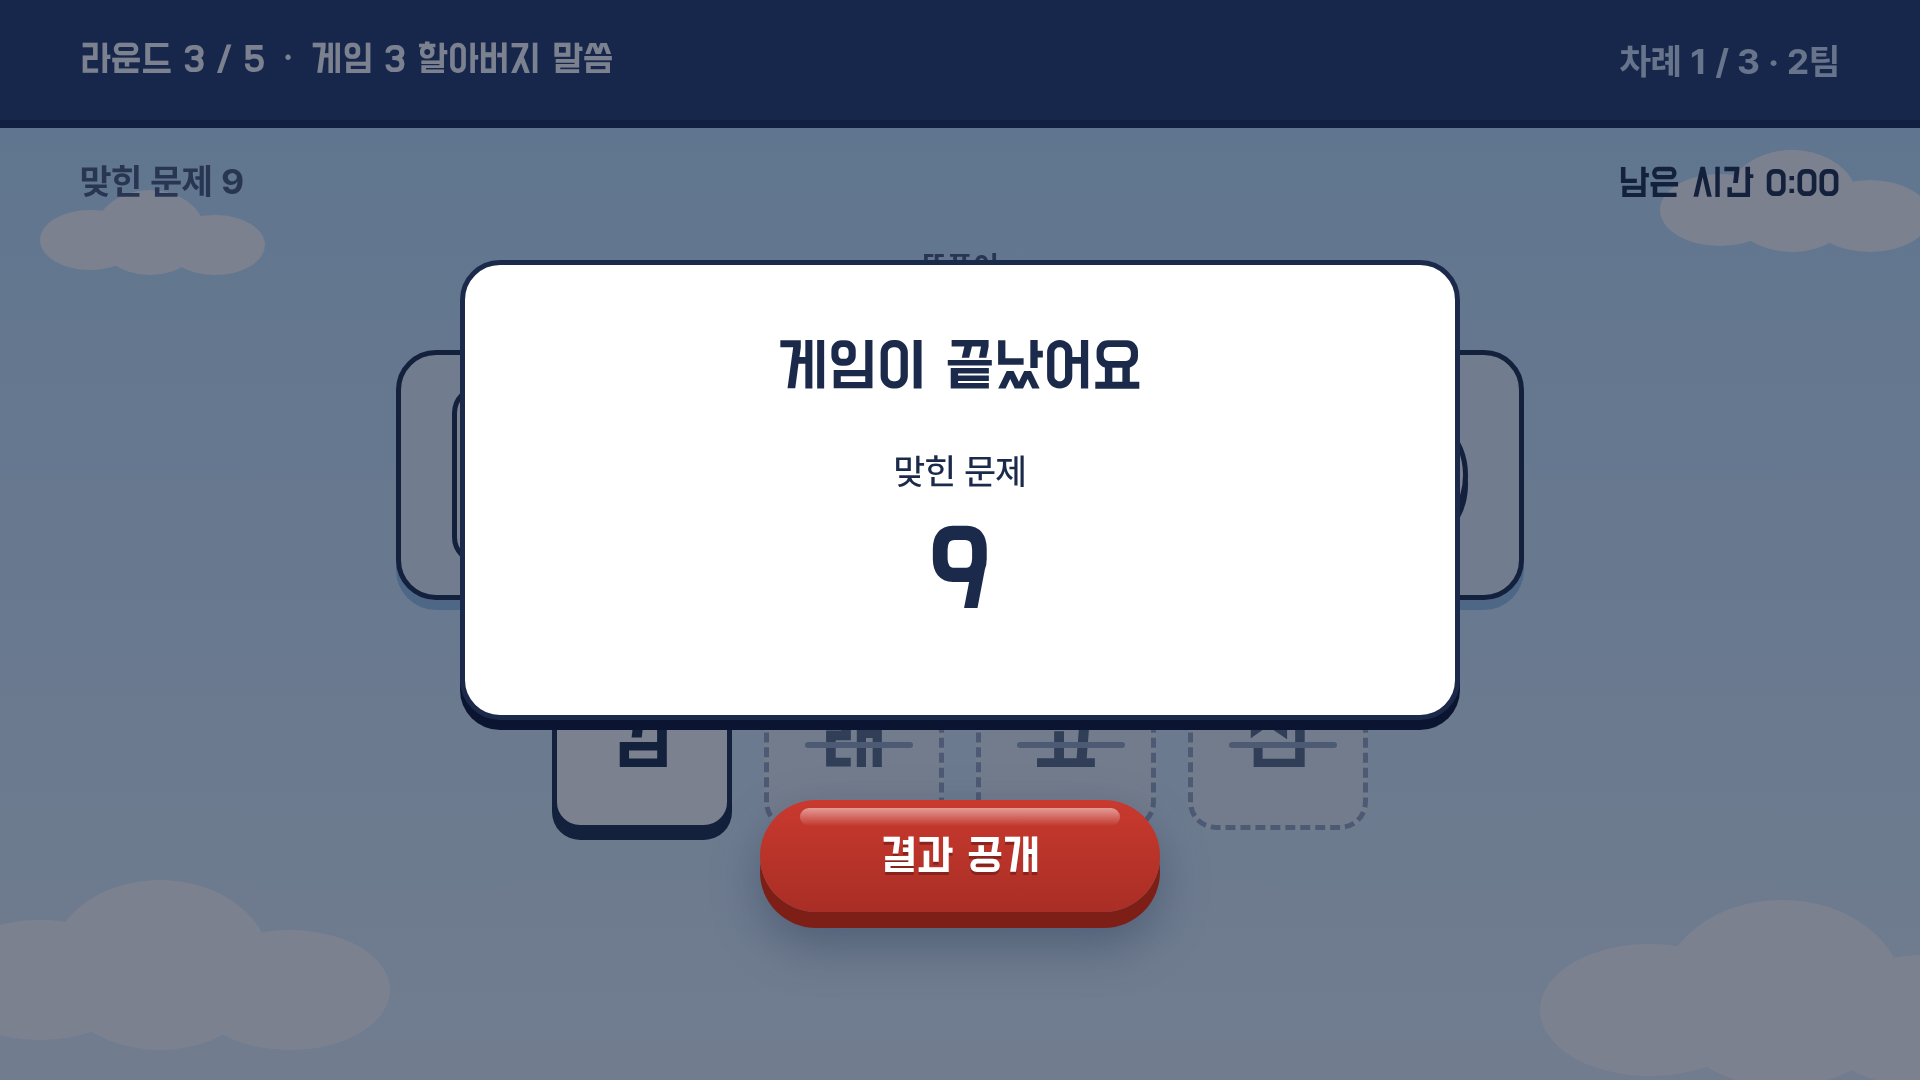 라운드 3 / 5 · 게임 3 할아버지 말씀
차례 1 / 3 · 2팀
맞힌 문제 9
남은 시간 0:00
게임이 끝났어요
맞힌 문제
9
결과 공개